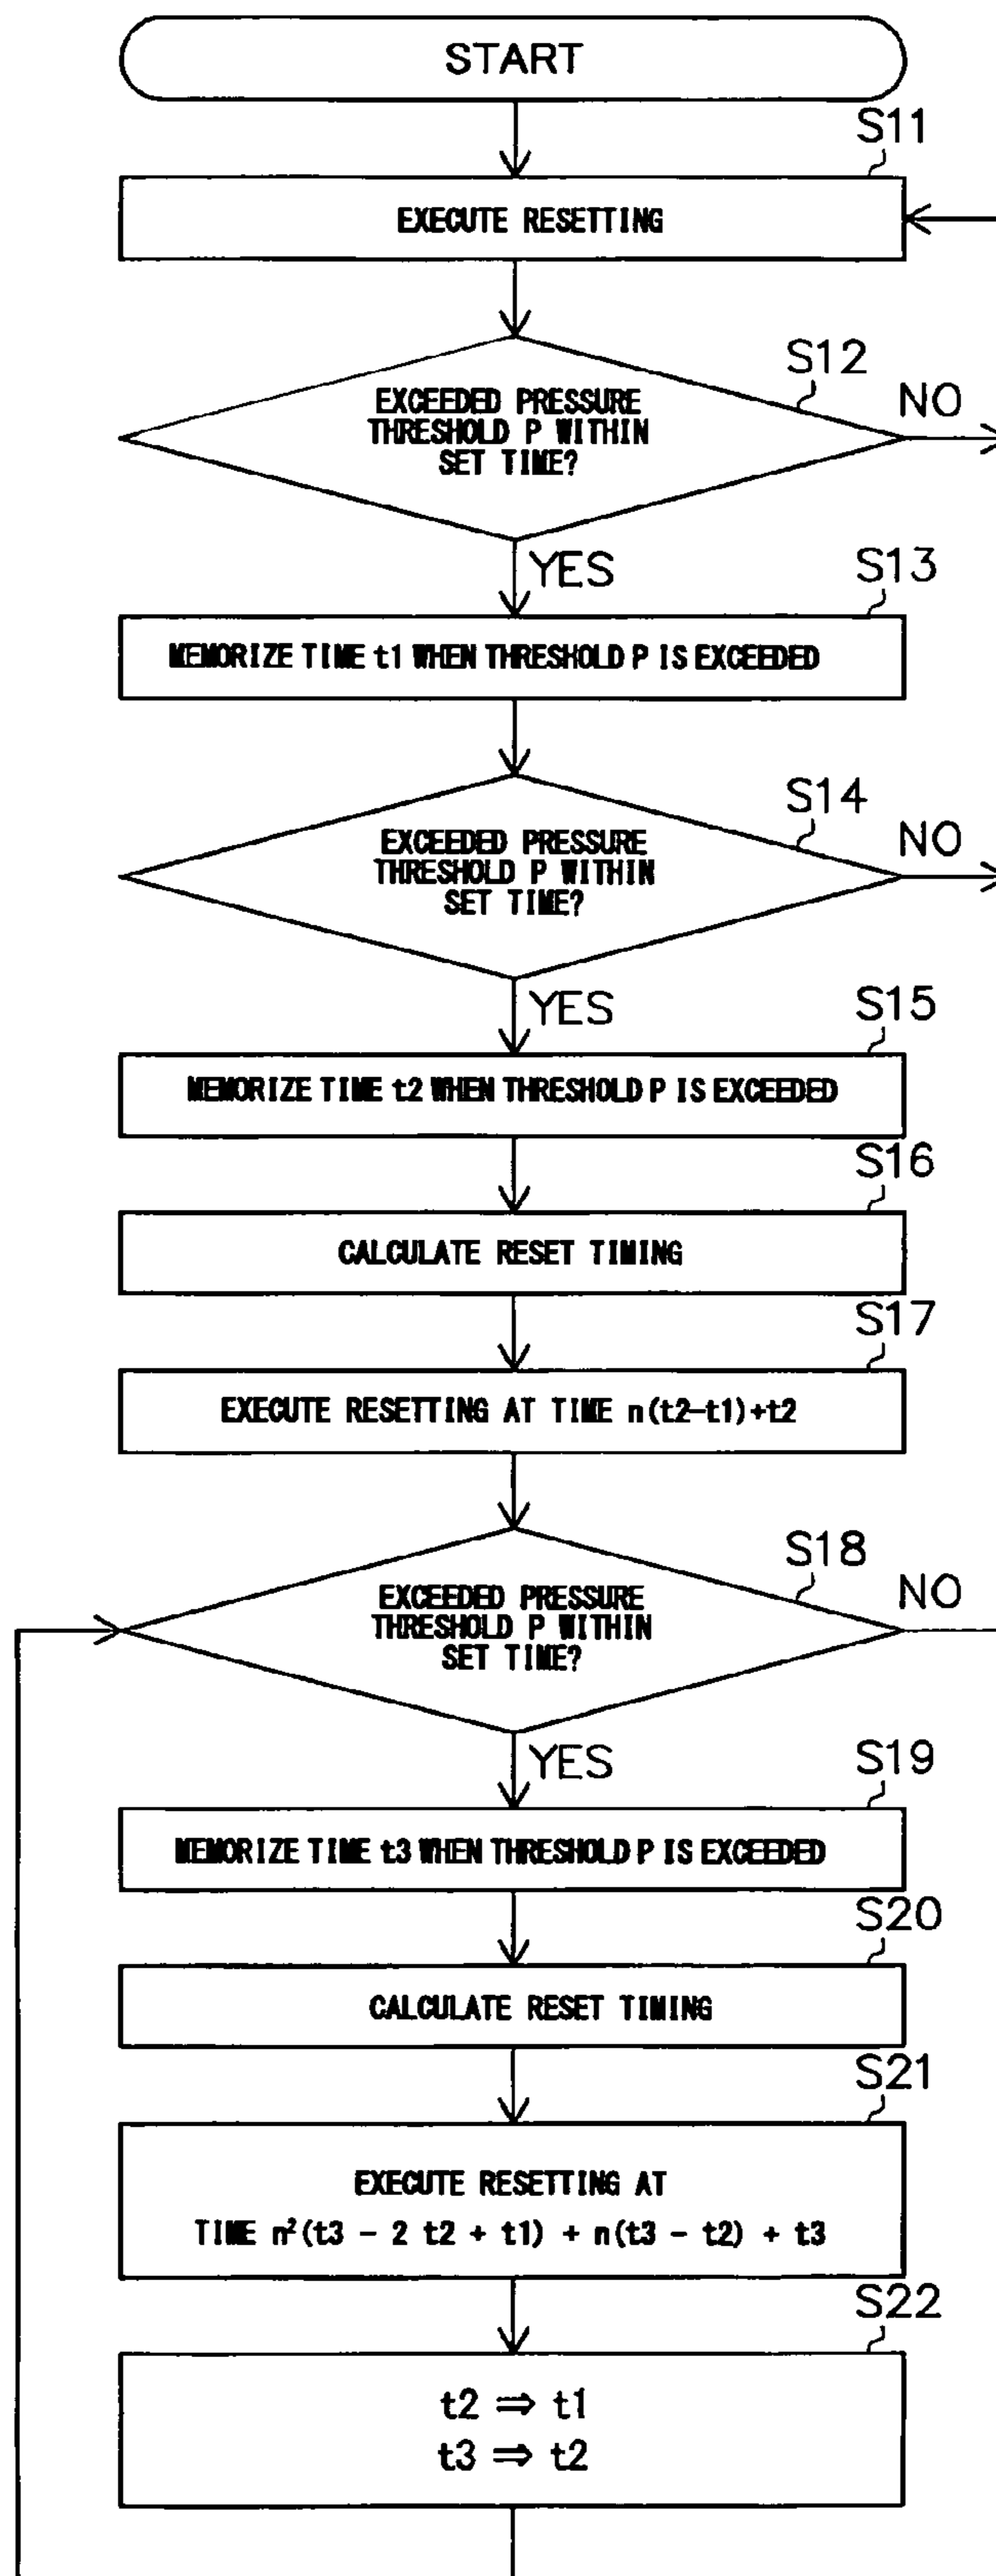 START
S11
EXECUTE RESETTING
S12
EXCEEDED PRESSURE
THRESHOLD P WITHIN
SET TIME?
NO
YES
S13
MEMORIZE TIME t1 WHEN THRESHOLD P IS EXCEEDED
S14
EXCEEDED PRESSURE
THRESHOLD P WITHIN
SET TIME?
NO
YES
S15
MEMORIZE TIME t2 WHEN THRESHOLD P IS EXCEEDED
S16
CALCULATE RESET TIMING
S17
EXECUTE RESETTING AT TIME n(t2-t1)+t2
S18
EXCEEDED PRESSURE
THRESHOLD P WITHIN
SET TIME?
NO
YES
S19
MEMORIZE TIME t3 WHEN THRESHOLD P IS EXCEEDED
S20
CALCULATE RESET TIMING
S21
EXECUTE RESETTING AT
TIME n²(t3 - 2 t2 + t1) + n(t3 - t2) + t3
S22
t2 ⇒ t1
t3 ⇒ t2